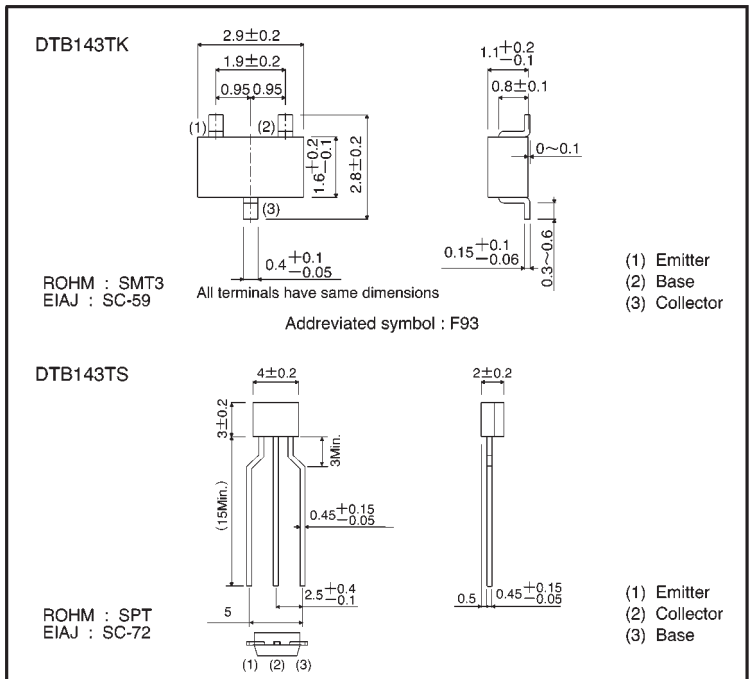 DTB143TK
2.9±0.2
1.9±0.2
0.95 0.95
(1)
(2)
(3)
1.6+0.2−0.1
2.8±0.2
0.4+0.1−0.05
All terminals have same dimensions
1.1+0.2−0.1
0.8±0.1
0～0.1
0.15+0.1−0.06
0.3～0.6
ROHM : SMT3
EIAJ : SC-59
(1) Emitter
(2) Base
(3) Collector
Addreviated symbol : F93
DTB143TS
4±0.2
3±0.2
3Min.
(15Min.)
0.45+0.15−0.05
2.5+0.4−0.1
5
(1) (2) (3)
2±0.2
0.5
0.45+0.15−0.05
ROHM : SPT
EIAJ : SC-72
(1) Emitter
(2) Collector
(3) Base